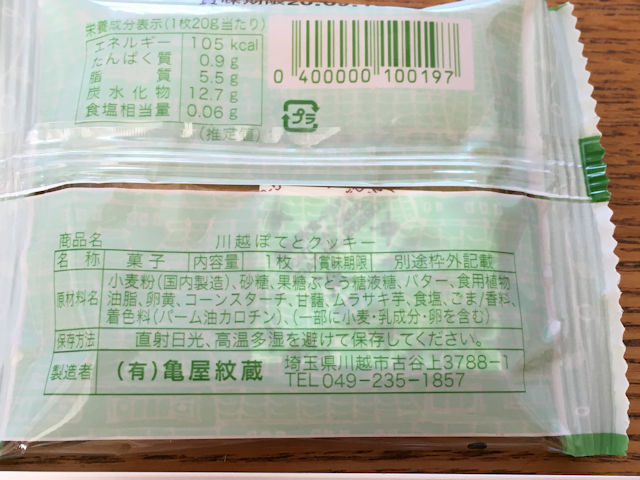 栄養成分表示(1枚20g当たり)
エネルギー 105 kcal
たんぱく質 0.9 g
脂質 5.5 g
炭水化物 12.7 g
食塩相当量 0.06 g
(推定値)
0 400000 100197
プラ
商品名 川越ぽてとクッキー
名称 菓子 内容量 1枚 賞味期限 別途枠外記載
原材料名 小麦粉(国内製造)、砂糖、果糖ぶどう糖液糖、バター、食用植物
油脂、卵黄、コーンスターチ、甘藷、ムラサキ芋、食塩、ごま/香料、
着色料(パーム油カロチン)、(一部に小麦・乳成分・卵を含む)
保存方法 直射日光、高温多湿を避けて保存してください。
製造者 (有)亀屋紋蔵 埼玉県川越市古谷上3788-1
TEL049-235-1857